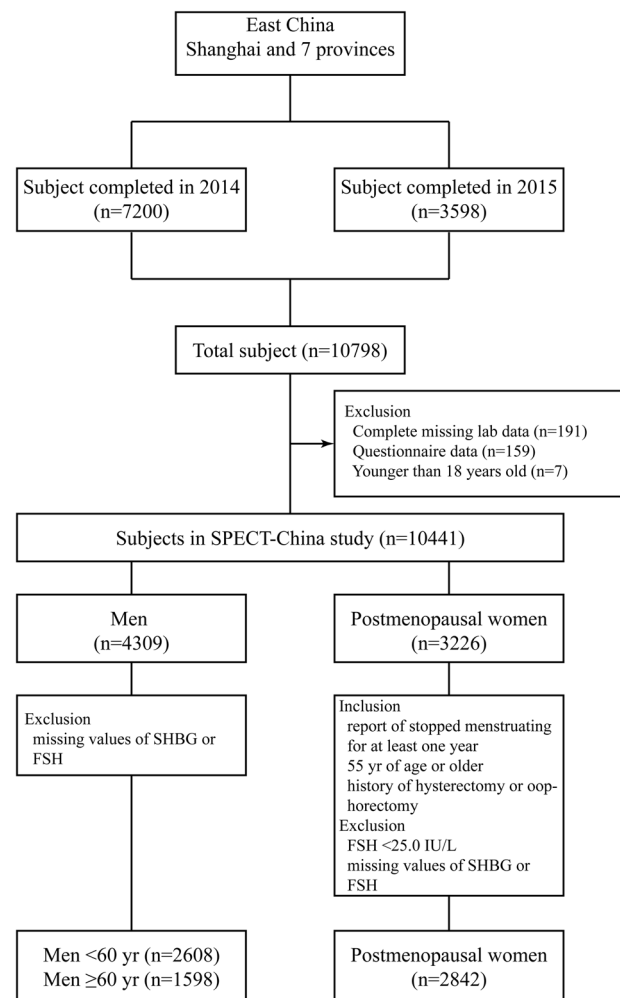 East China
Shanghai and 7 provinces
Subject completed in 2014
(n=7200)
Subject completed in 2015
(n=3598)
Total subject (n=10798)
Exclusion
Complete missing lab data (n=191)
Questionnaire data (n=159)
Younger than 18 years old (n=7)
Subjects in SPECT-China study (n=10441)
Men
(n=4309)
Postmenopausal women
(n=3226)
Exclusion
missing values of SHBG or
FSH
Inclusion
report of stopped menstruating
for at least one year
55 yr of age or older
history of hysterectomy or oop-
horectomy
Exclusion
FSH <25.0 IU/L
missing values of SHBG or
FSH
Men <60 yr (n=2608)
Men ≥60 yr (n=1598)
Postmenopausal women
(n=2842)